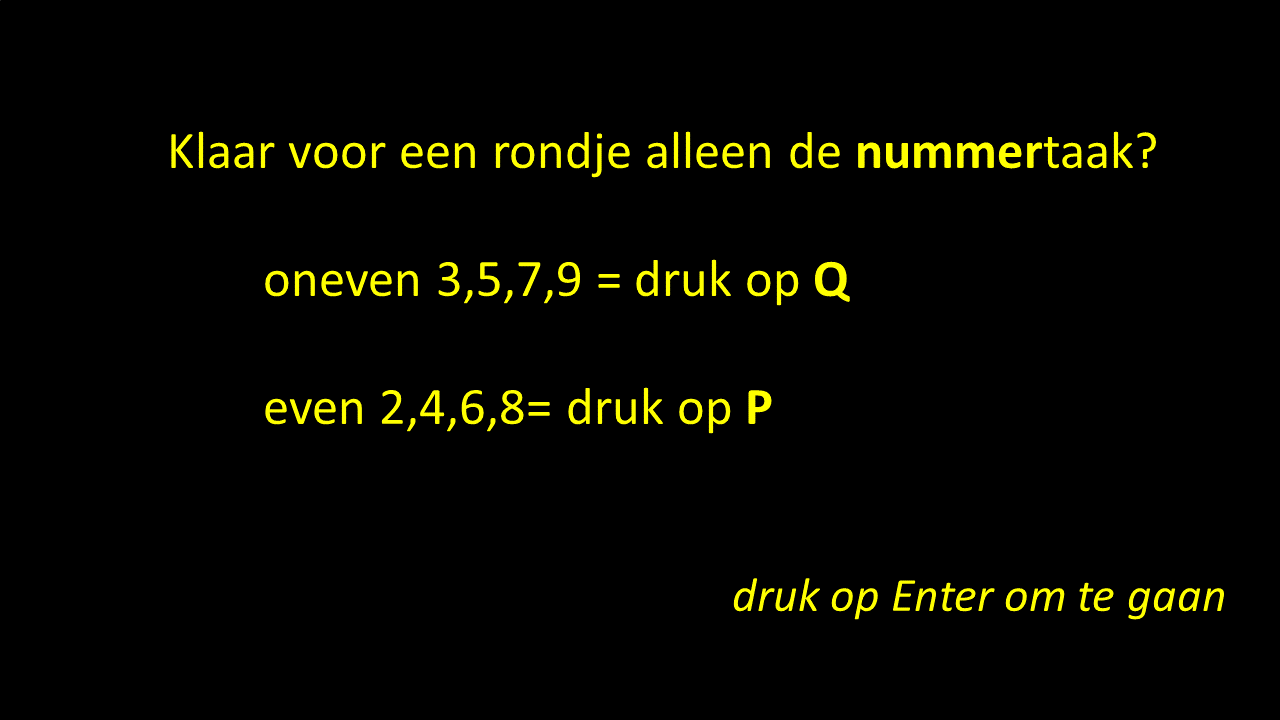 Klaar voor een rondje alleen de nummertaak?
oneven 3,5,7,9 = druk op Q
even 2,4,6,8= druk op P
druk op Enter om te gaan